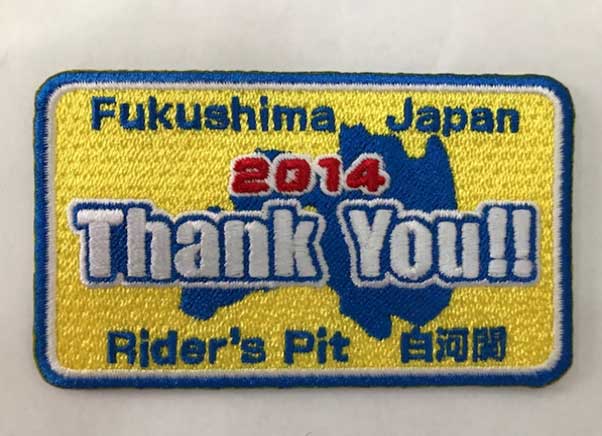 Fukushima Japan
2014
Thank You!!
Rider's Pit 白河関